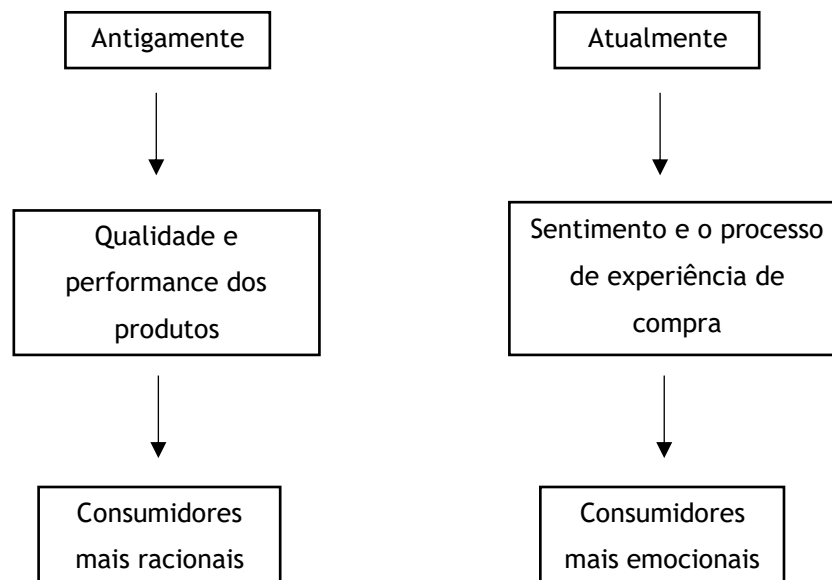 Antigamente
Qualidade e
performance dos
produtos
Consumidores
mais racionais
Atualmente
Sentimento e o processo
de experiência de
compra
Consumidores
mais emocionais